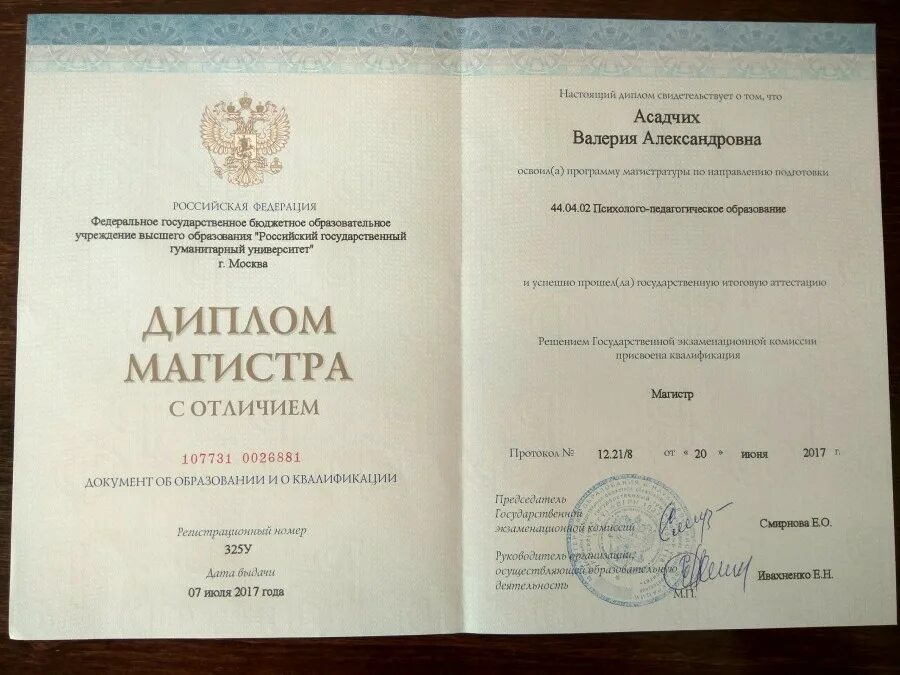 РОССИЙСКАЯ ФЕДЕРАЦИЯ
Федеральное государственное бюджетное образовательное
учреждение высшего образования "Российский государственный
гуманитарный университет"
г. Москва
ДИПЛОМ
МАГИСТРА
С ОТЛИЧИЕМ
107731 0026881
ДОКУМЕНТ ОБ ОБРАЗОВАНИИ И О КВАЛИФИКАЦИИ
Регистрационный номер
325У
Дата выдачи
07 июля 2017 года
Настоящий диплом свидетельствует о том, что
Асадчих
Валерия Александровна
освоил(а) программу магистратуры по направлению подготовки
44.04.02 Психолого-педагогическое образование
и успешно прошел(ла) государственную итоговую аттестацию
Решением Государственной экзаменационной комиссии
присвоена квалификация
Магистр
Протокол № 12.21/8 от « 20 » июня 2017 г.
Председатель
Государственной
экзаменационной комиссии
Смирнова Е.О.
Руководитель организации,
осуществляющей образовательную
деятельность
Ивахненко Е.Н.
М.П.